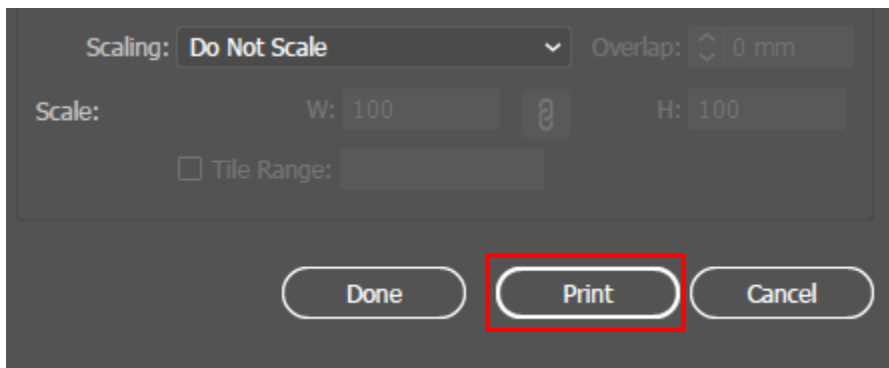 Scaling: Do Not Scale Overlap: 0 mm
Scale: W: 100 H: 100
Tile Range:
Done Print Cancel